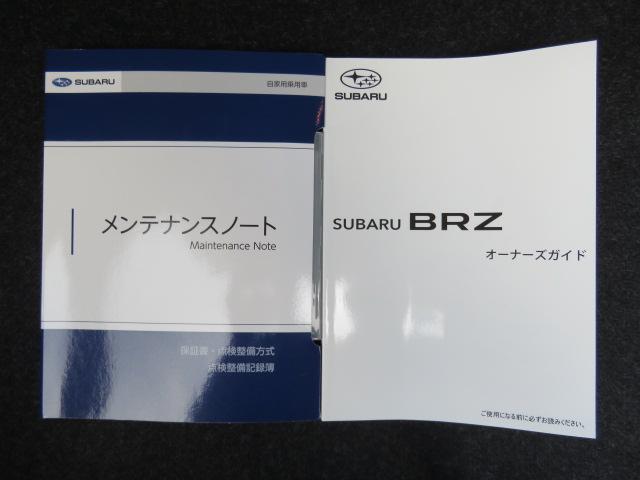 SUBARU
自家用乗用車
メンテナンスノート
Maintenance Note
保証書・点検整備方式
点検整備記録簿
SUBARU
SUBARU BRZ
オーナーズガイド
ご使用になる前に必ずお読みください。